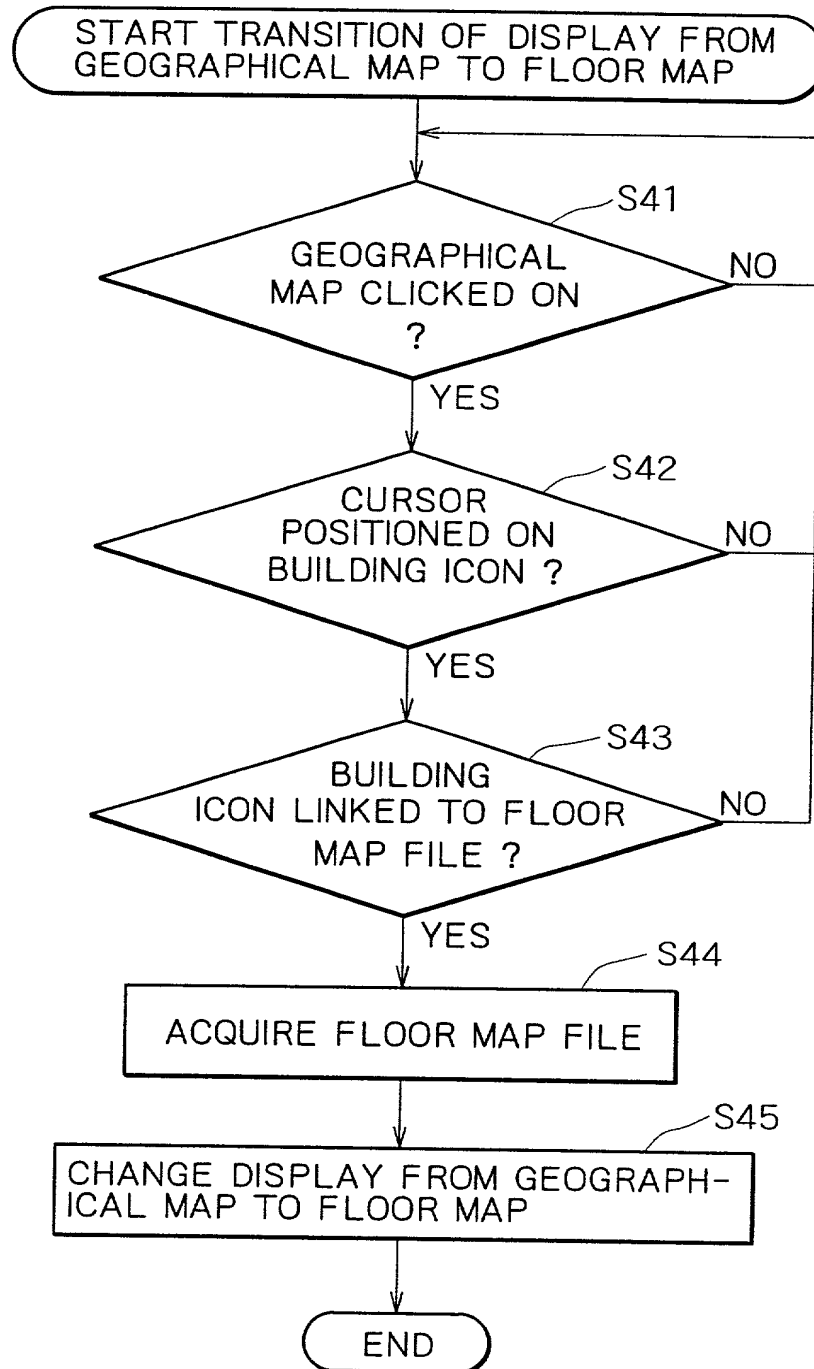 START TRANSITION OF DISPLAY FROM
GEOGRAPHICAL MAP TO FLOOR MAP
S41
GEOGRAPHICAL
MAP CLICKED ON
?
NO
YES
S42
CURSOR
POSITIONED ON
BUILDING ICON ?
NO
YES
S43
BUILDING
ICON LINKED TO FLOOR
MAP FILE ?
NO
YES
S44
ACQUIRE FLOOR MAP FILE
S45
CHANGE DISPLAY FROM GEOGRAPH-
ICAL MAP TO FLOOR MAP
END